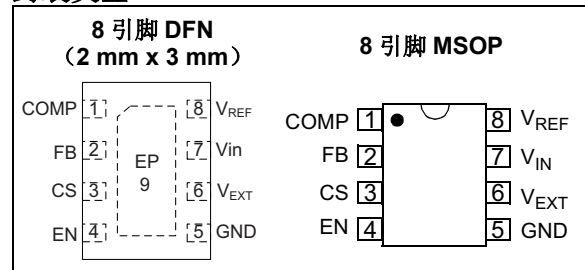 8 引脚 DFN
（2 mm x 3 mm）
COMP 1 8 VREF
FB 2 EP 7 Vin
CS 3 9 6 VEXT
EN 4 5 GND
8 引脚 MSOP
COMP 1 8 VREF
FB 2 7 VIN
CS 3 6 VEXT
EN 4 5 GND